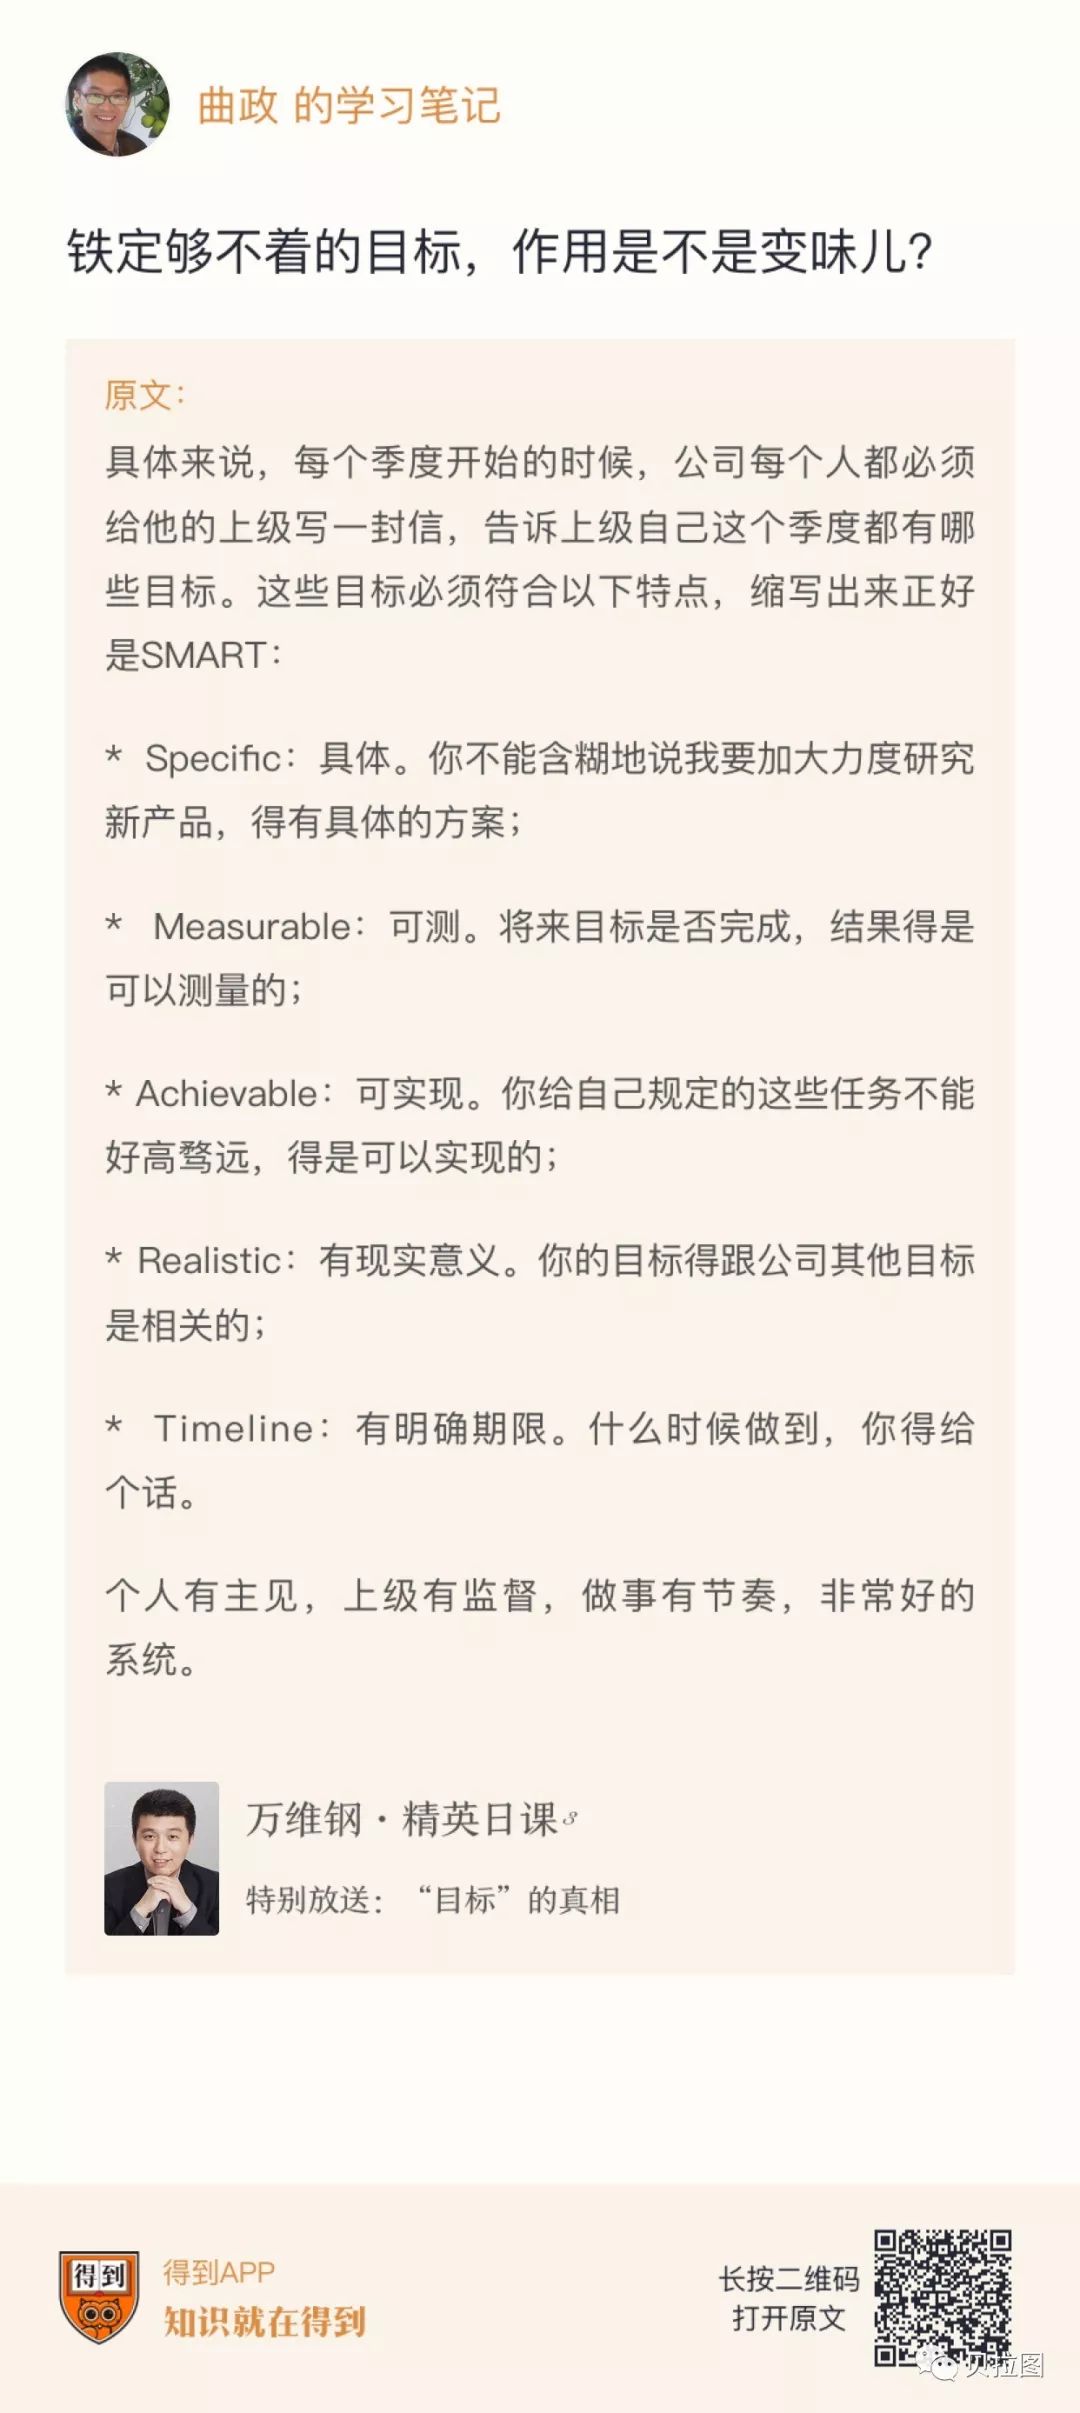 曲政 的学习笔记
铁定够不着的目标，作用是不是变味儿？
原文：
具体来说，每个季度开始的时候，公司每个人都必须
给他的上级写一封信，告诉上级自己这个季度都有哪
些目标。这些目标必须符合以下特点，缩写出来正好
是SMART：
* Specific：具体。你不能含糊地说我要加大力度研究
新产品，得有具体的方案；
* Measurable：可测。将来目标是否完成，结果得是
可以测量的；
* Achievable：可实现。你给自己规定的这些任务不能
好高骛远，得是可以实现的；
* Realistic：有现实意义。你的目标得跟公司其他目标
是相关的；
* Timeline：有明确期限。什么时候做到，你得给
个话。
个人有主见，上级有监督，做事有节奏，非常好的
系统。
万维钢·精英日课3
特别放送：“目标”的真相
得到
得到APP
知识就在得到
长按二维码
打开原文
贝拉图